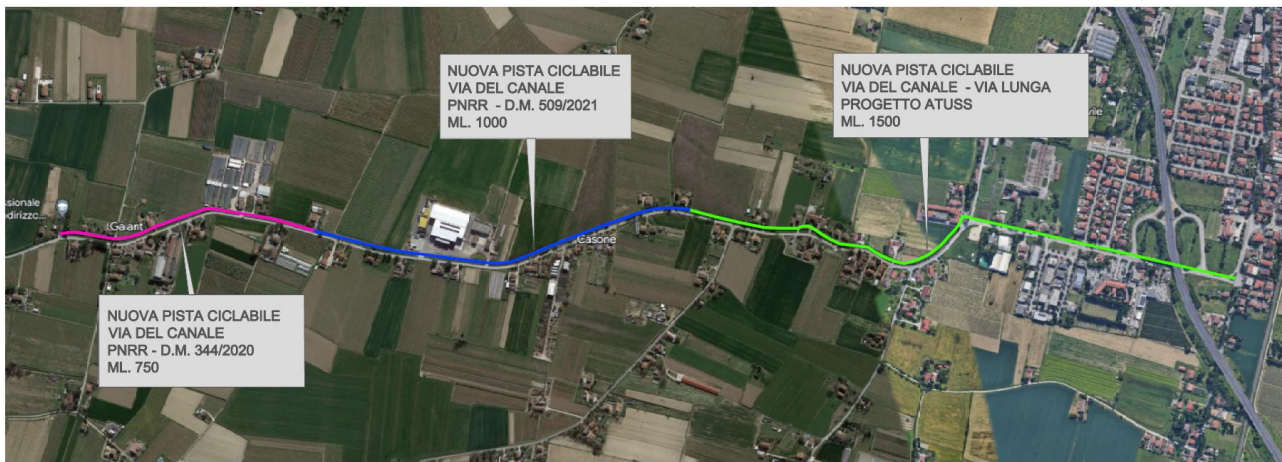 NUOVA PISTA CICLABILE
VIA DEL CANALE
PNRR - D.M. 509/2021
ML. 1000
NUOVA PISTA CICLABILE
VIA DEL CANALE - VIA LUNGA
PROGETTO ATUSS
ML. 1500
Gaiani
Casone
NUOVA PISTA CICLABILE
VIA DEL CANALE
PNRR - D.M. 344/2020
ML. 750